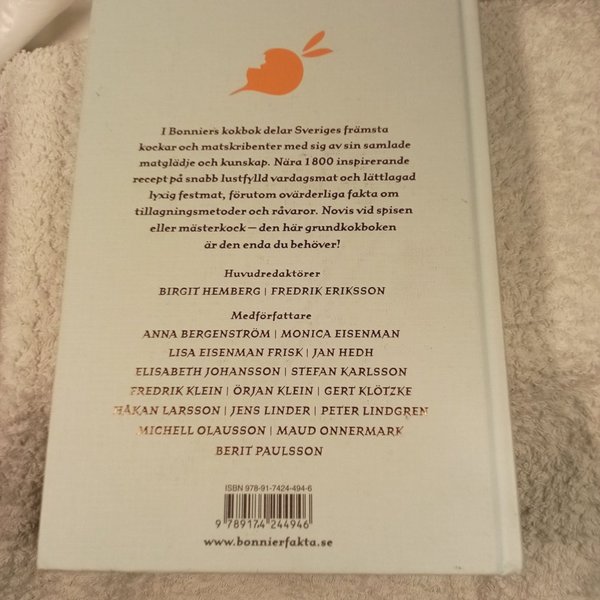 I Bonniers kokbok delar Sveriges främsta
kockar och matskribenter med sig av sin samlade
matglädje och kunskap. Nära 1 800 inspirerande
recept på snabb lustfylld vardagsmat och lättlagad
lyxig festmat, förutom ovärderliga fakta om
tillagningsmetoder och råvaror. Novis vid spisen
eller mästerkock — den här grundkokboken
är den enda du behöver!
Huvudredaktörer
BIRGIT HEMBERG | FREDRIK ERIKSSON
Medförfattare
ANNA BERGENSTRÖM | MONICA EISENMAN
LISA EISENMAN FRISK | JAN HEDH
ELISABETH JOHANSSON | STEFAN KARLSSON
FREDRIK KLEIN | ÖRJAN KLEIN | GERT KLÖTZKE
HÅKAN LARSSON | JENS LINDER | PETER LINDGREN
MICHELL OLAUSSON | MAUD ONNERMARK
BERIT PAULSSON
ISBN 978-91-7424-494-6
9 789174 244946
www.bonnierfakta.se